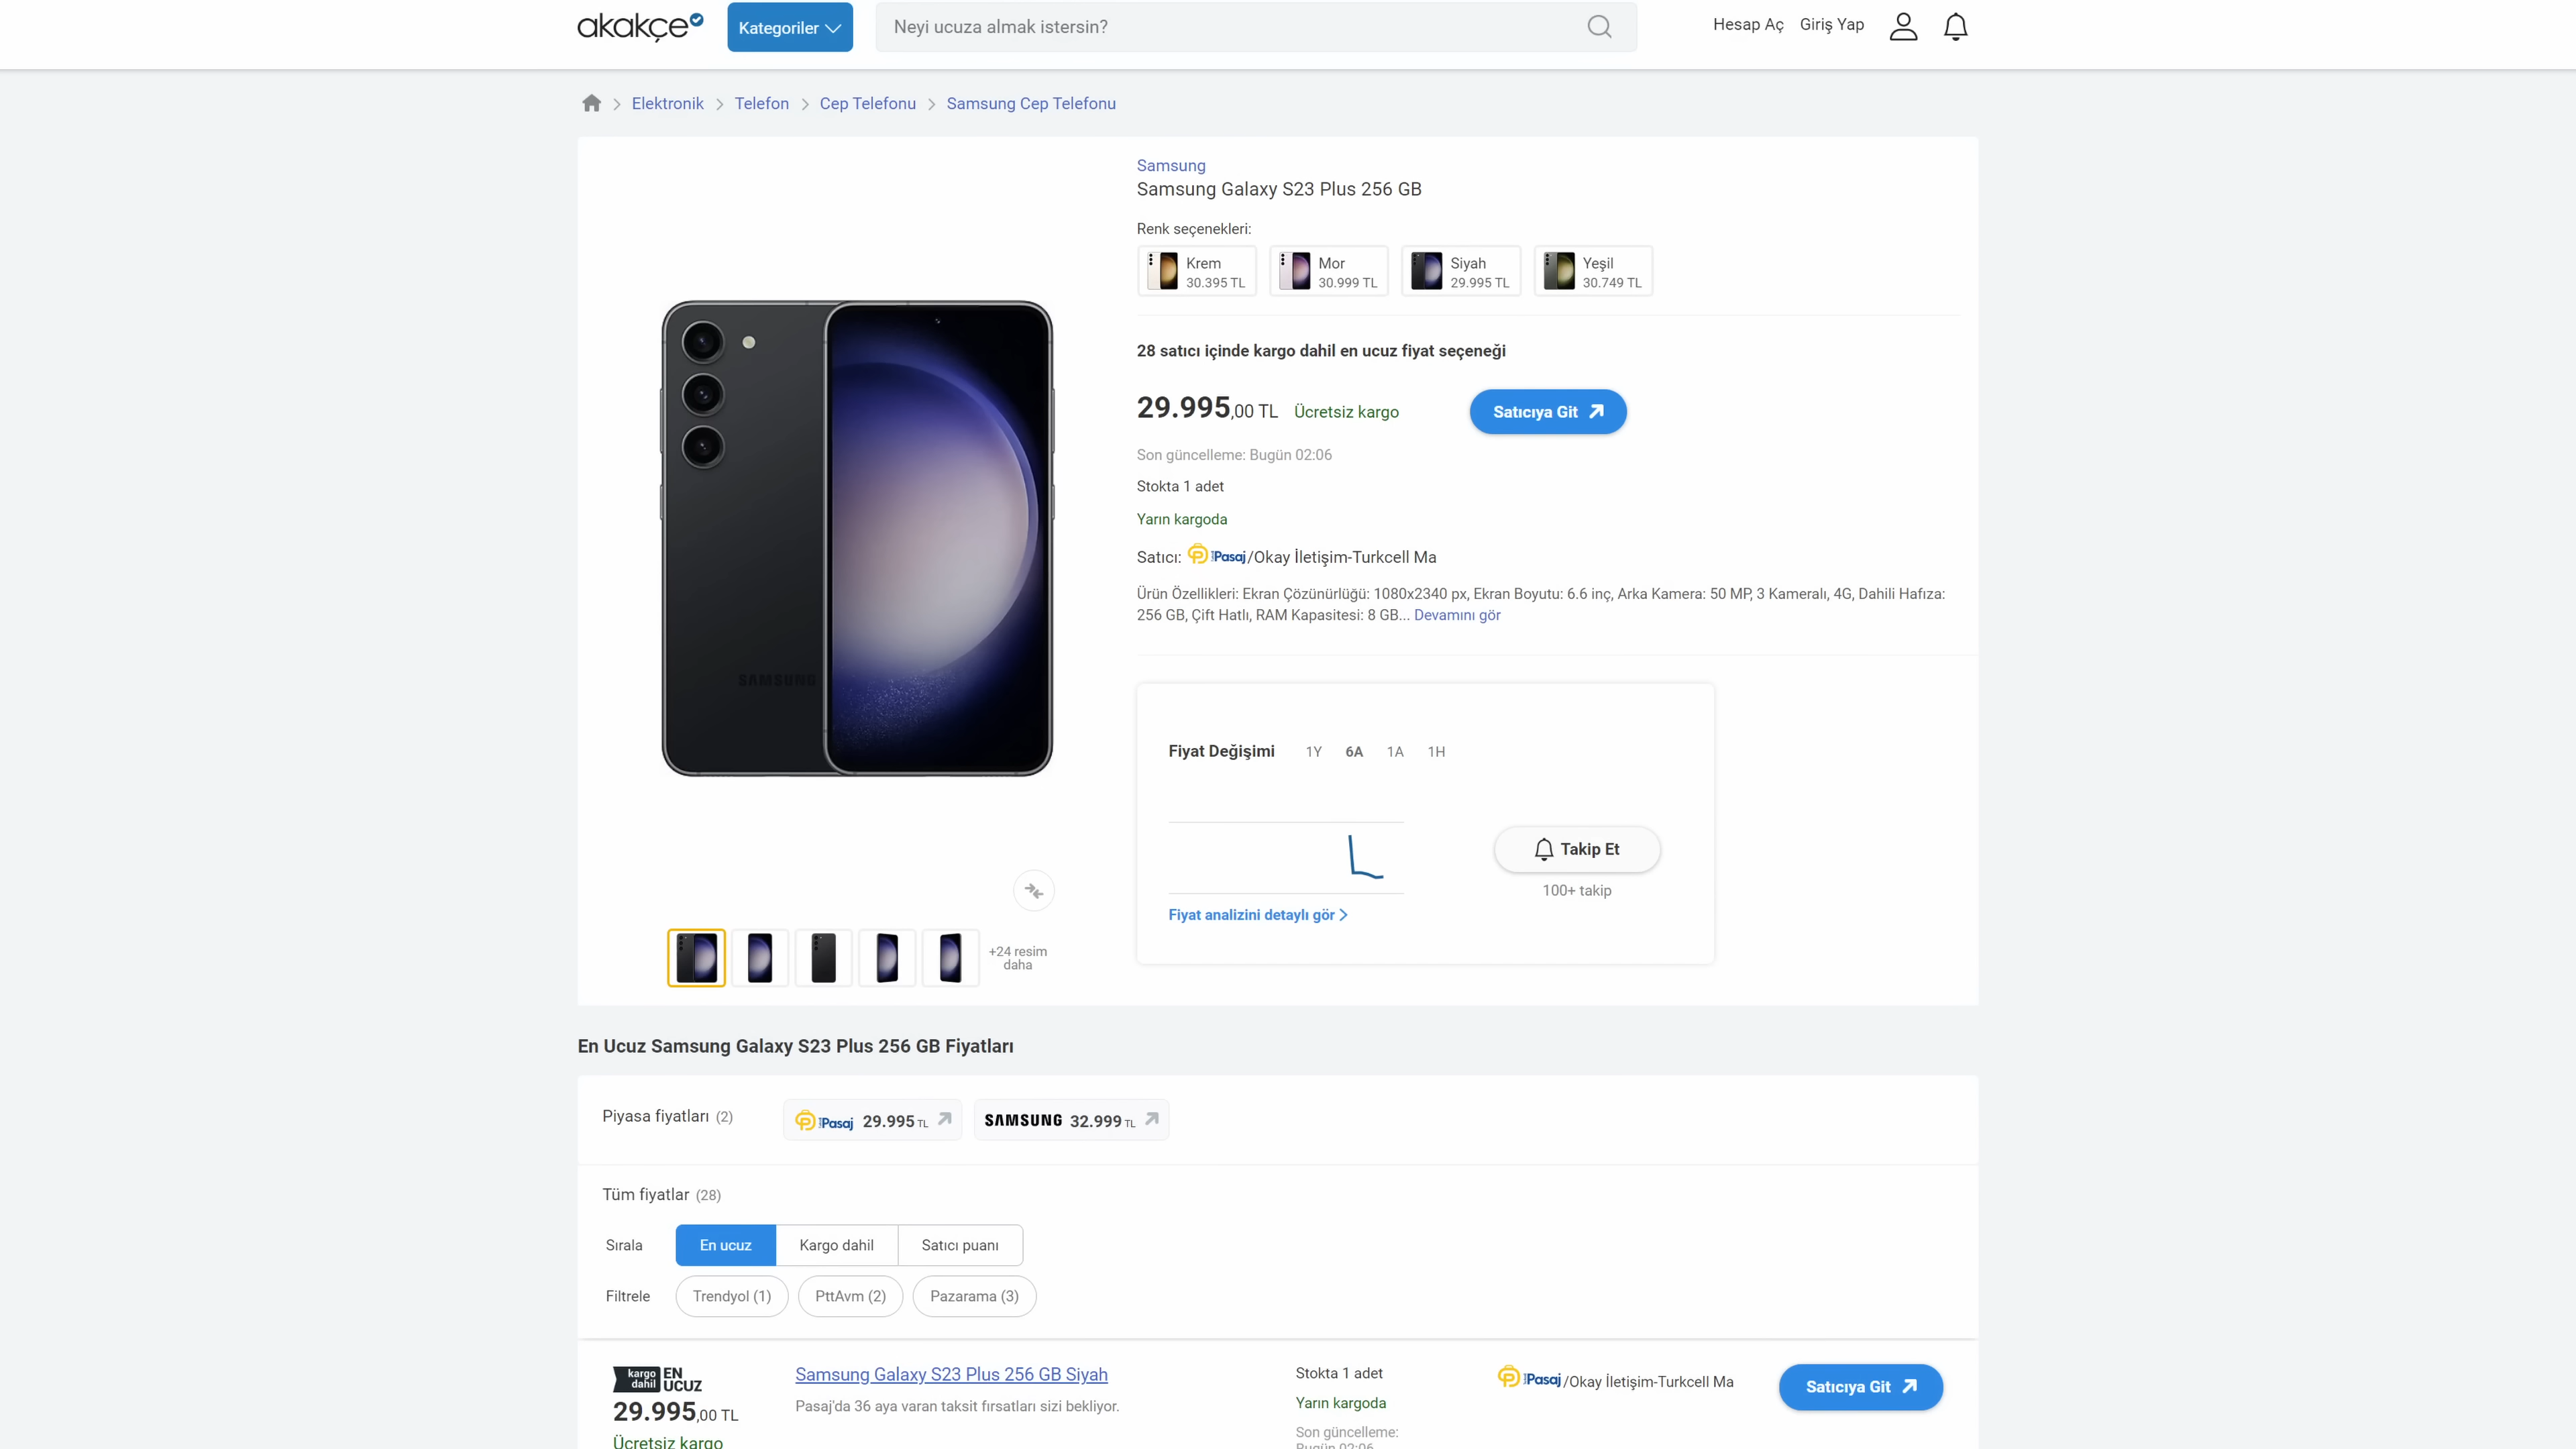 akakçe
Kategoriler
Neyi ucuza almak istersin?
Hesap Aç Giriş Yap
Elektronik > Telefon > Cep Telefonu > Samsung Cep Telefonu
Samsung
Samsung Galaxy S23 Plus 256 GB
Renk seçenekleri:
Krem
30.395 TL
Mor
30.999 TL
Siyah
29.995 TL
Yeşil
30.749 TL
28 satıcı içinde kargo dahil en ucuz fiyat seçeneği
29.995,00 TL Ücretsiz kargo
Satıcıya Git
Son güncelleme: Bugün 02:06
Stokta 1 adet
Yarın kargoda
Satıcı: Pasaj/Okay İletişim-Turkcell Ma
Ürün Özellikleri: Ekran Çözünürlüğü: 1080x2340 px, Ekran Boyutu: 6.6 inç, Arka Kamera: 50 MP, 3 Kameralı, 4G, Dahili Hafıza:
256 GB, Çift Hatlı, RAM Kapasitesi: 8 GB... Devamını gör
SAMSUNG
Fiyat Değişimi 1Y 6A 1A 1H
Takip Et
100+ takip
Fiyat analizini detaylı gör >
+24 resim
daha
En Ucuz Samsung Galaxy S23 Plus 256 GB Fiyatları
Piyasa fiyatları (2)
Pasaj 29.995 TL
SAMSUNG 32.999 TL
Tüm fiyatlar (28)
Sırala En ucuz Kargo dahil Satıcı puanı
Filtrele Trendyol (1) PttAvm (2) Pazarama (3)
kargo
dahil
EN
UCUZ
29.995,00 TL
Ücretsiz kargo
Samsung Galaxy S23 Plus 256 GB Siyah
Pasaj'da 36 aya varan taksit fırsatları sizi bekliyor.
Stokta 1 adet
Yarın kargoda
Son güncelleme:
Bugün 02:06
Pasaj/Okay İletişim-Turkcell Ma
Satıcıya Git